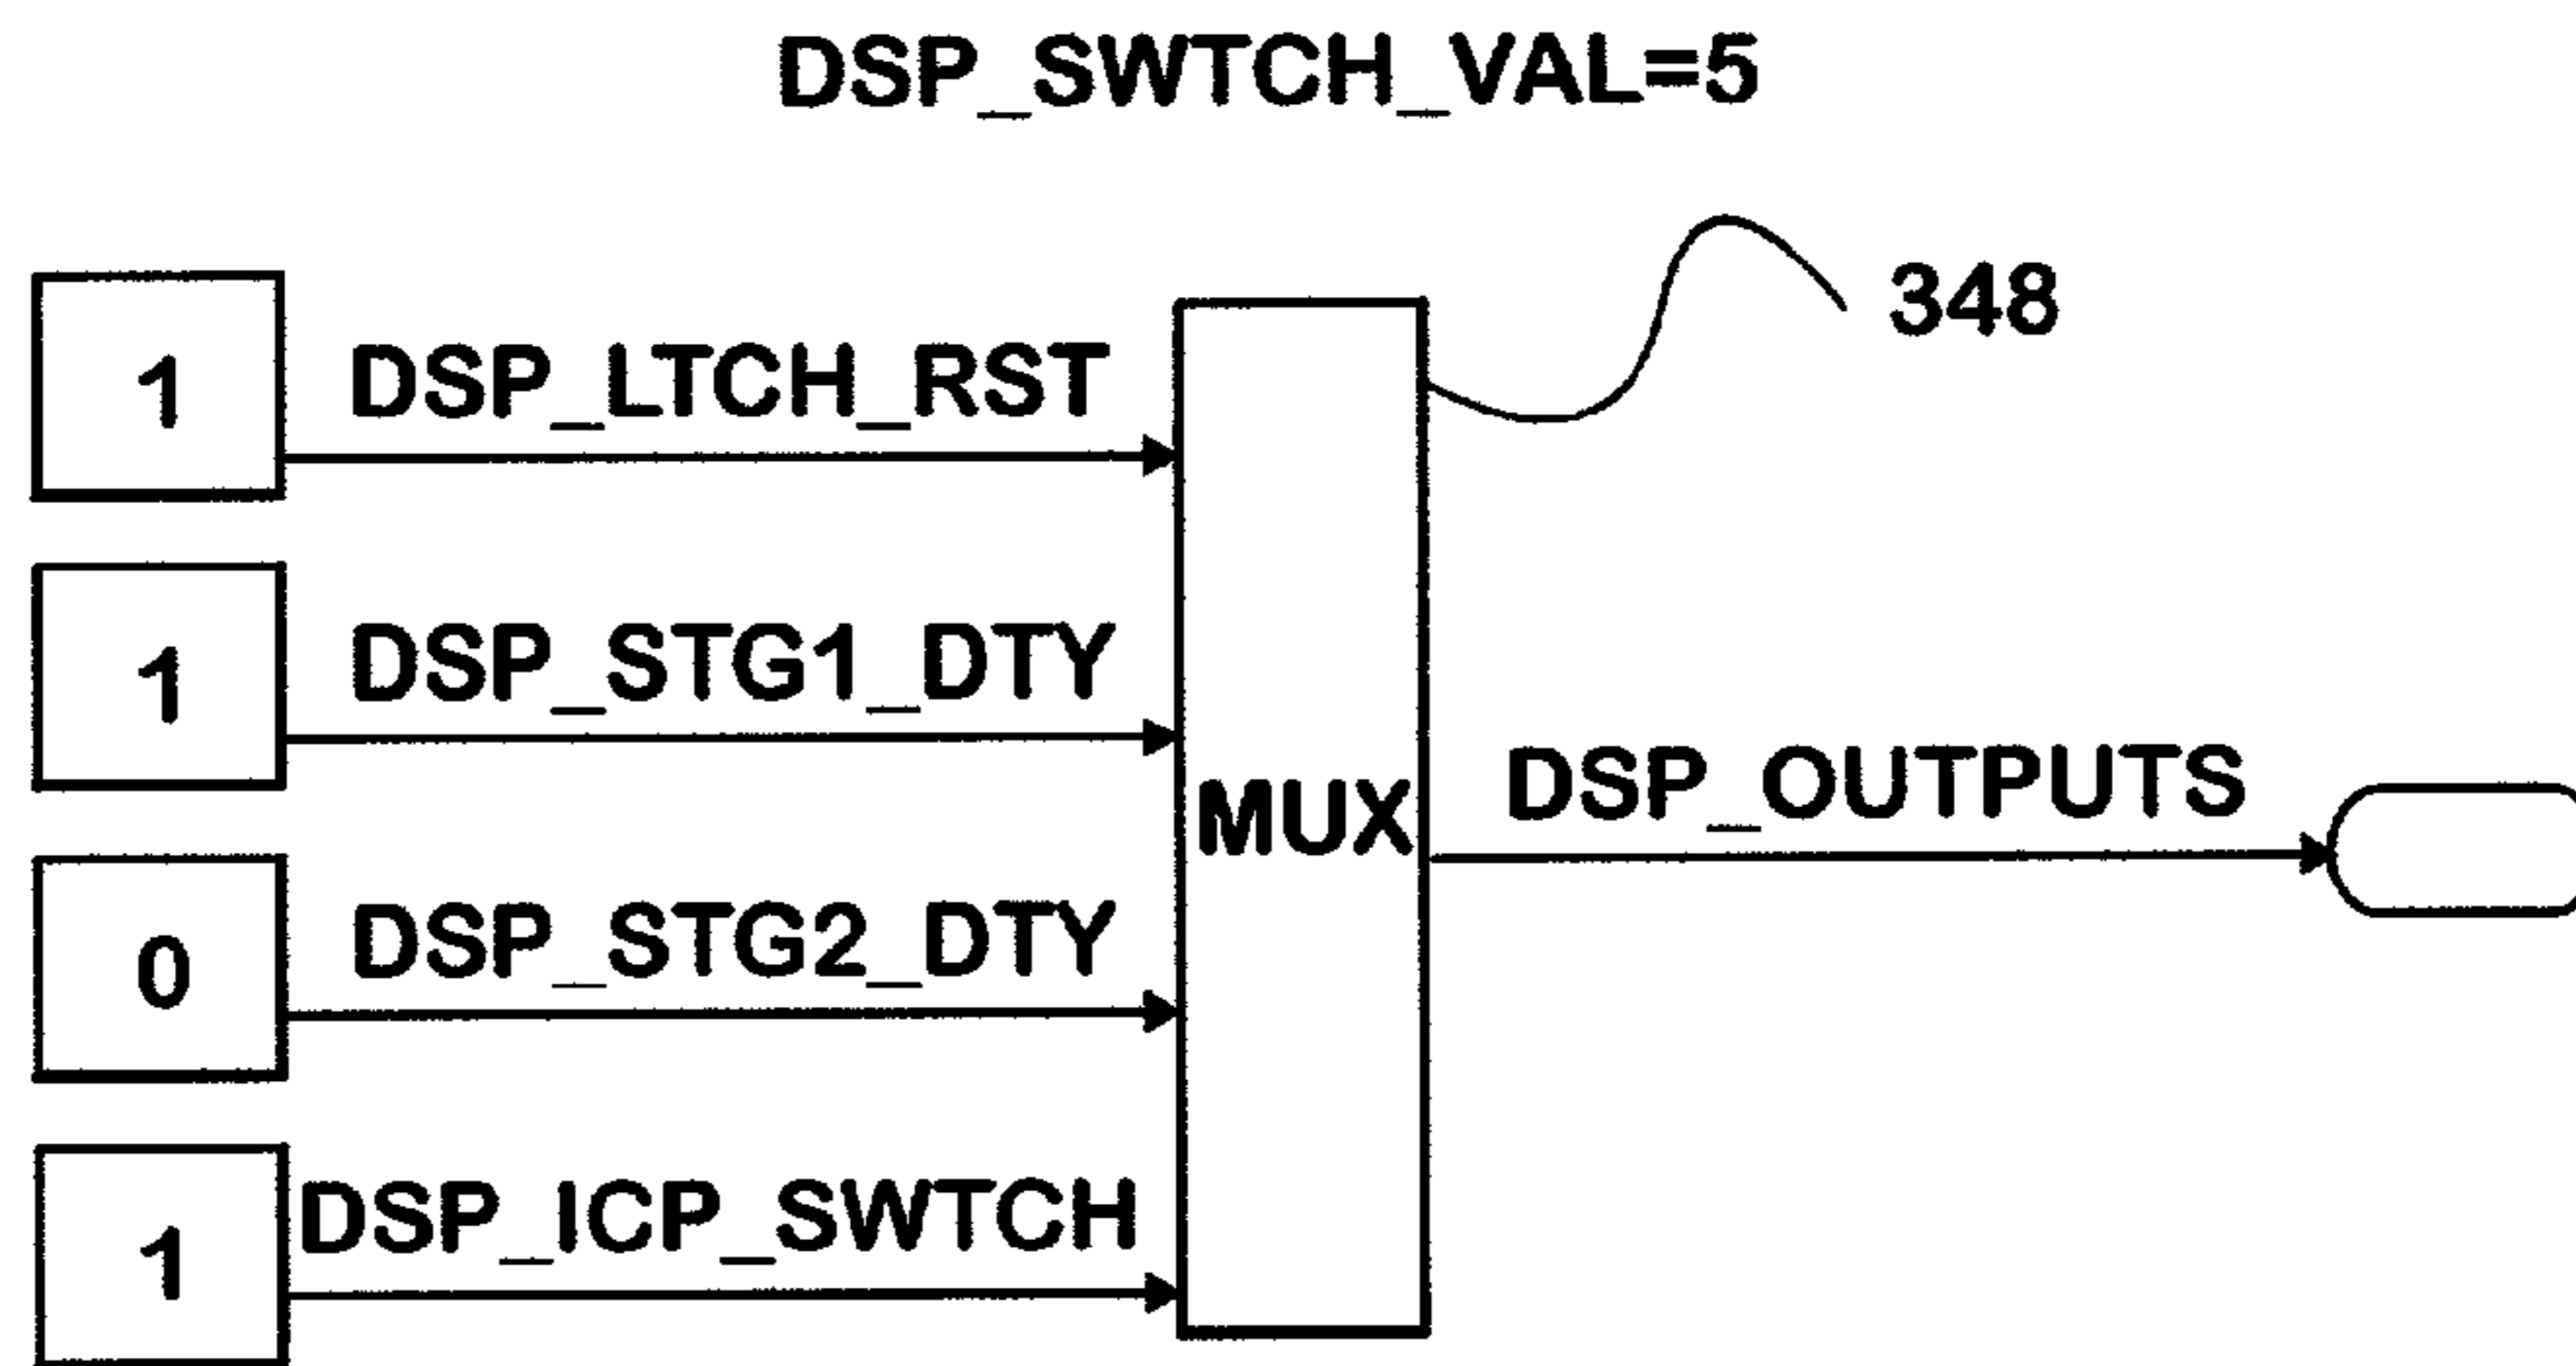 DSP_SWTCH_VAL=5
348
1 DSP_LTCH_RST
1 DSP_STG1_DTY
MUX
DSP_OUTPUTS
0 DSP_STG2_DTY
1 DSP_ICP_SWTCH